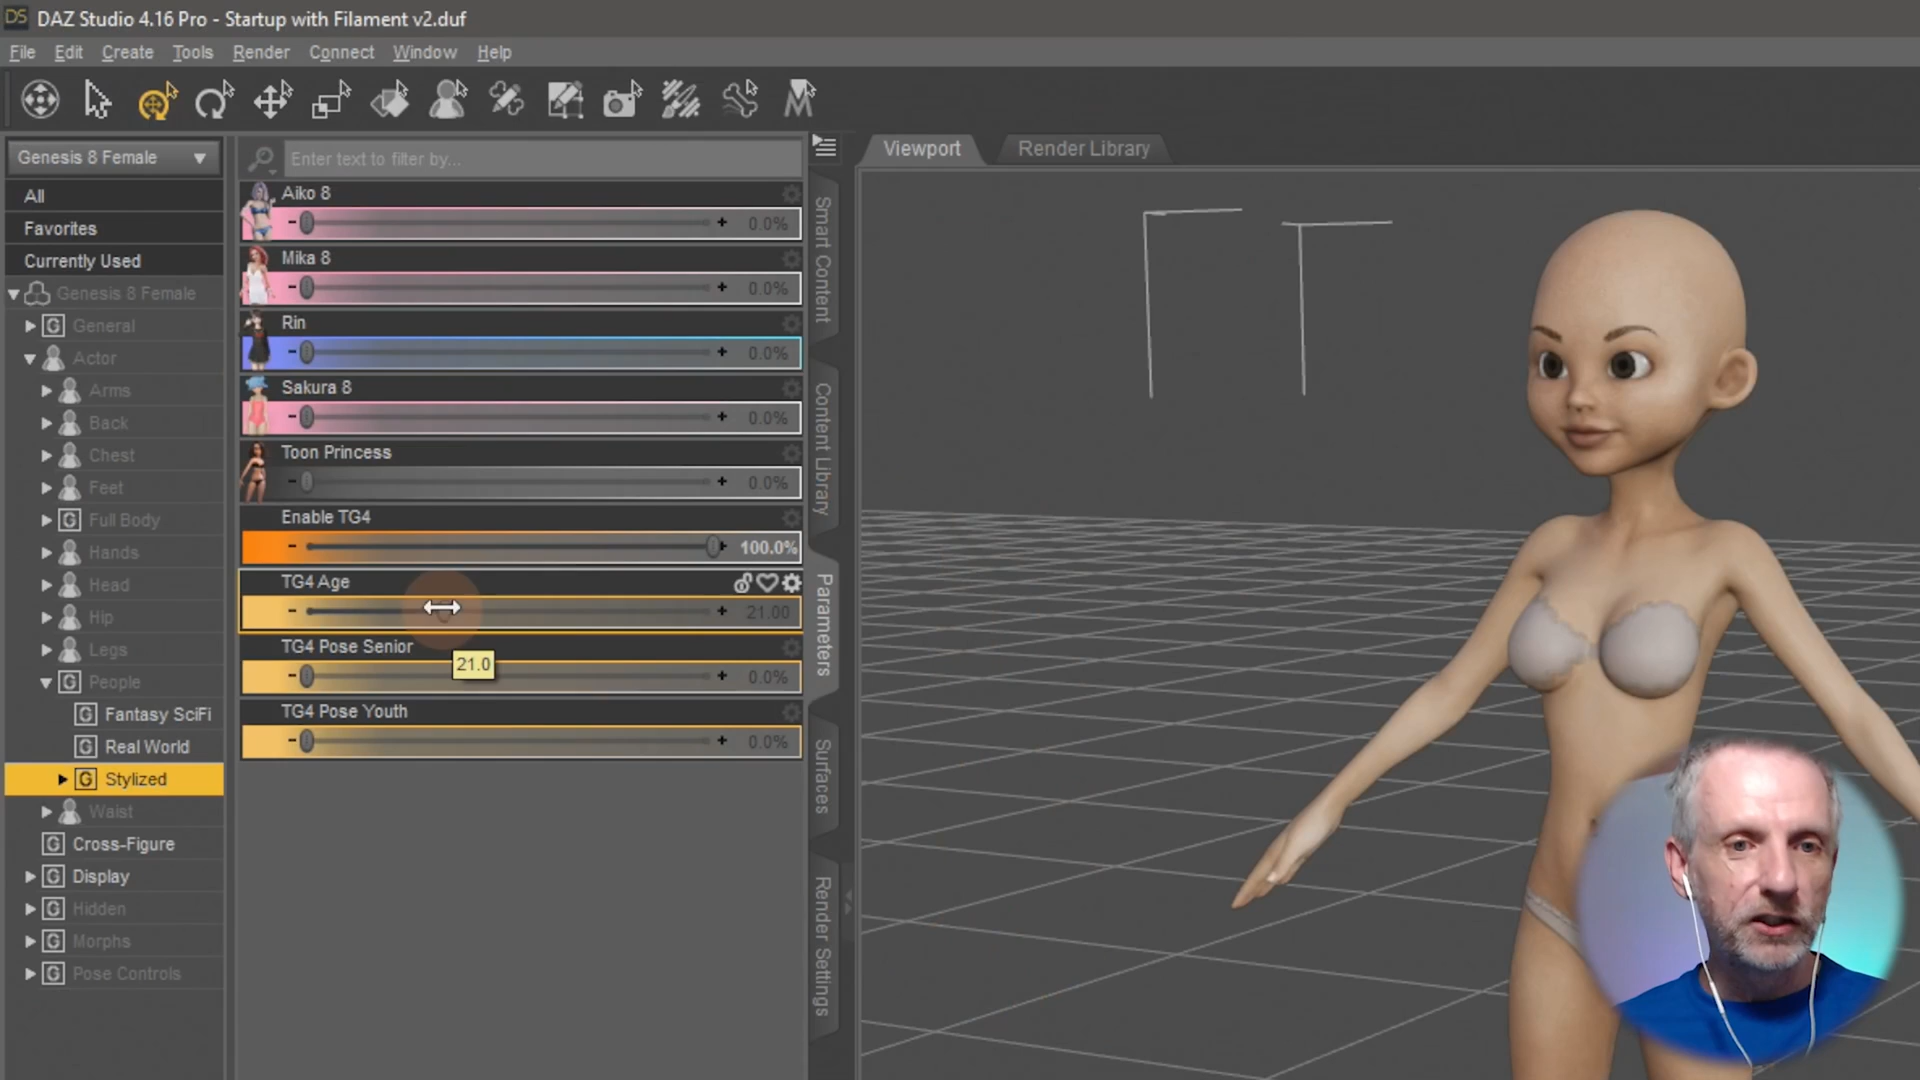 DS DAZ Studio 4.16 Pro - Startup with Filament v2.duf
File Edit Create Tools Render Connect Window Help
Genesis 8 Female
All
Favorites
Currently Used
Genesis 8 Female
G General
Actor
Arms
Back
Chest
Feet
G Full Body
Hands
Head
Hip
Legs
G People
G Fantasy SciFi
G Real World
G Stylized
Waist
G Cross-Figure
G Display
G Hidden
G Morphs
G Pose Controls
Enter text to filter by...
Aiko 8
- + 0.0%
Mika 8
- + 0.0%
Rin
- + 0.0%
Sakura 8
- + 0.0%
Toon Princess
- + 0.0%
Enable TG4
- + 100.0%
TG4 Age
- + 21.00
TG4 Pose Senior
21.0
- + 0.0%
TG4 Pose Youth
- + 0.0%
Smart Content
Content Library
Parameters
Surfaces
Render Settings
Viewport
Render Library